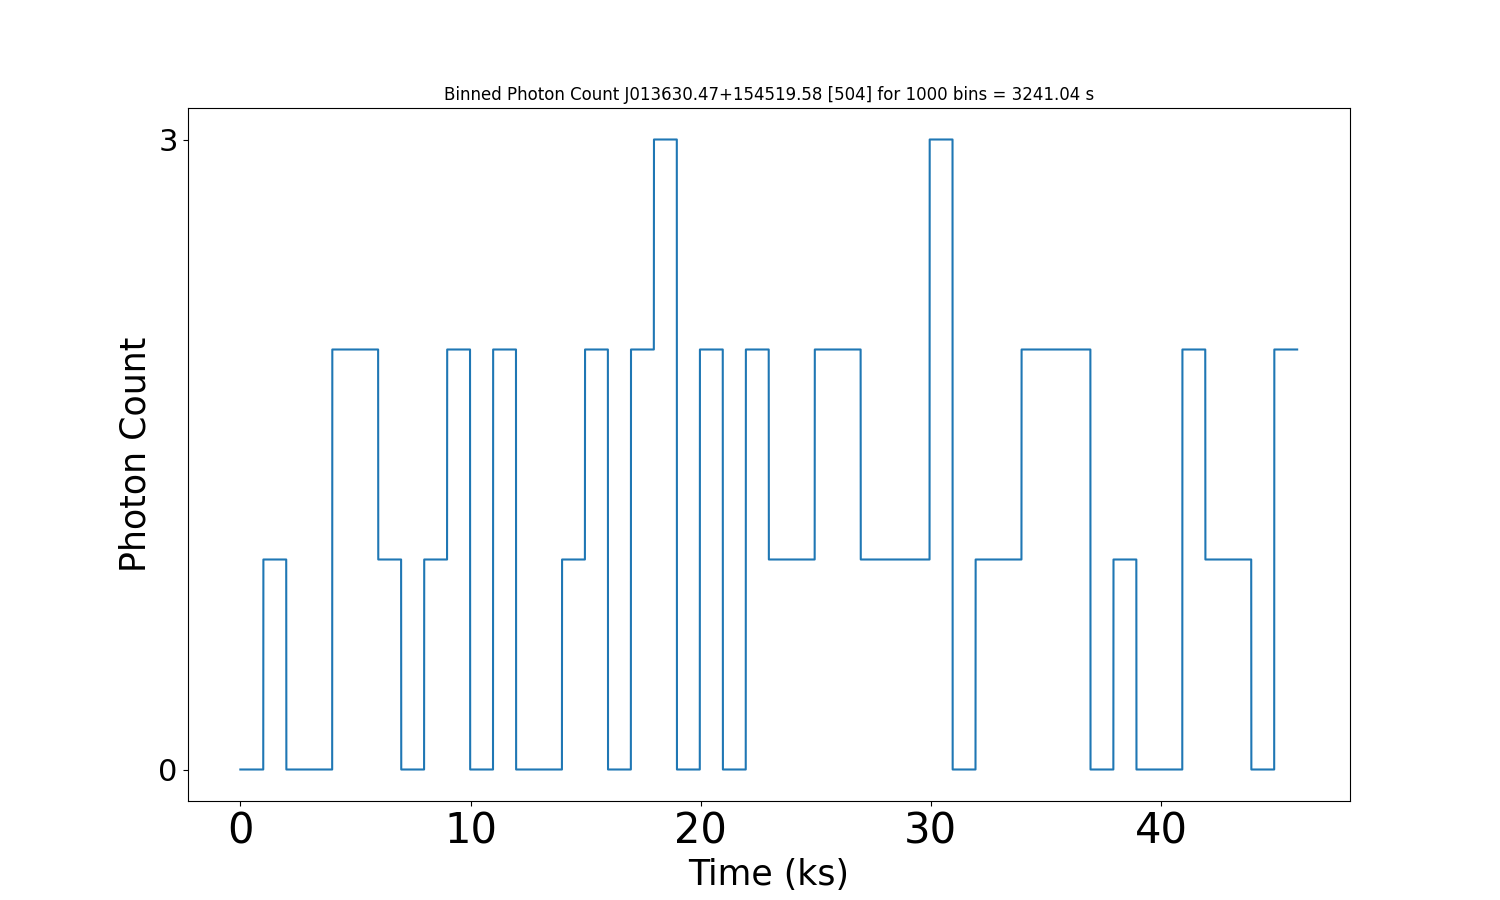 Binned Photon Count J013630.47+154519.58 [504] for 1000 bins = 3241.04 s
3
Photon Count
0
0 10 20 30 40
Time (ks)